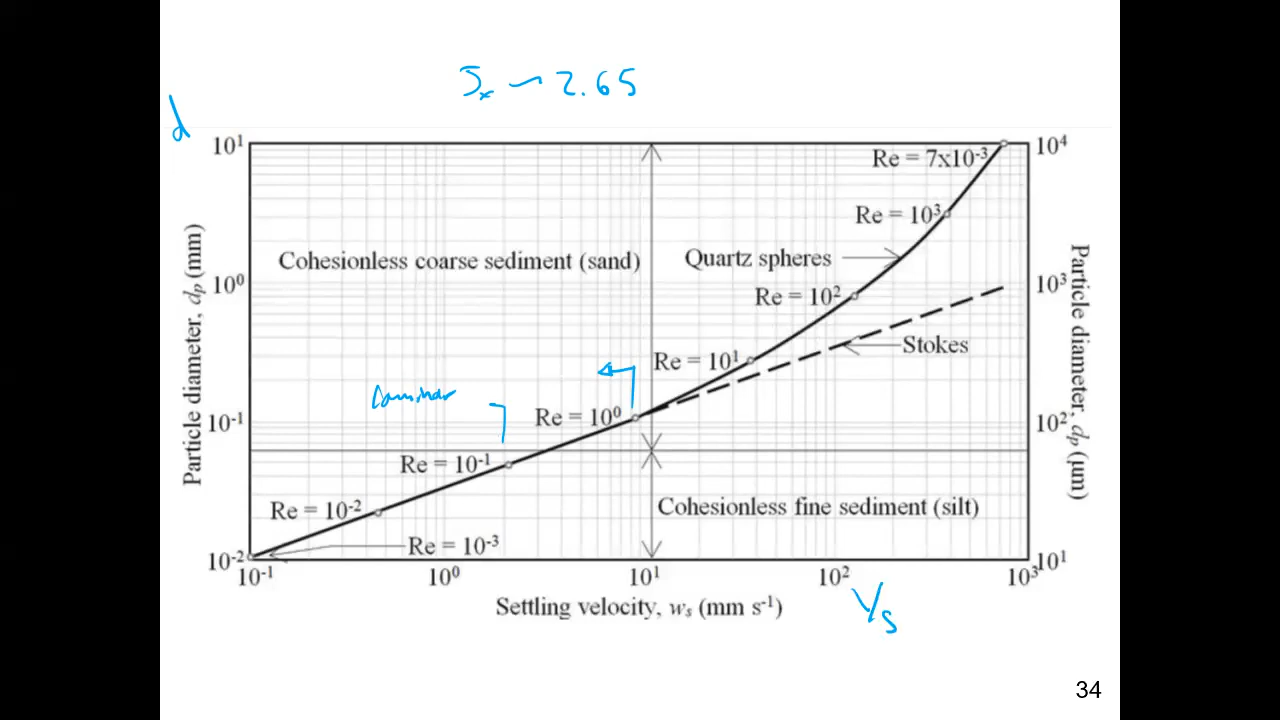 Sx ~ 2.65
d
10¹
10⁴
Re = 7x10⁻³
Re = 10³
Cohesionless coarse sediment (sand)
Quartz spheres
Particle diameter, dₚ (mm)
Particle diameter, dₚ (μm)
10⁰
Re = 10²
10³
Stokes
Re = 10¹
Laminar
10⁻¹
Re = 10⁰
10²
Re = 10⁻¹
Re = 10⁻²
Cohesionless fine sediment (silt)
Re = 10⁻³
10⁻²
10¹
10⁻¹ 10⁰ 10¹ 10² 10³
Settling velocity, wₛ (mm s⁻¹)
34